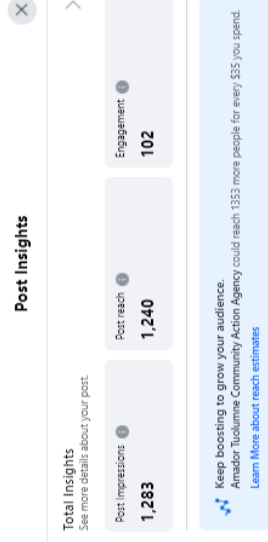 Post Insights
Total Insights
See more details about your post.
Post Impressions
1,283
Post reach
1,240
Engagement
102
Keep boosting to grow your audience.
Amador Tuolumne Community Action Agency could reach 1353 more people for every $35 you spend.
Learn More about reach estimates